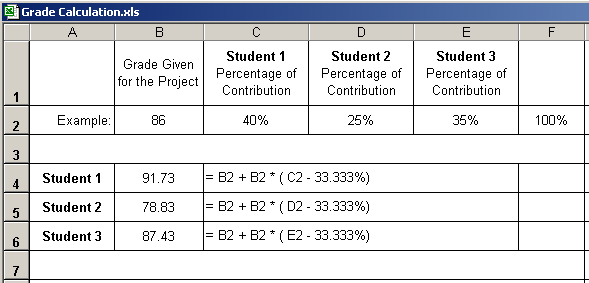 Grade Calculation.xls
A B C D E F
Grade Given for the Project Student 1 Percentage of Contribution Student 2 Percentage of Contribution Student 3 Percentage of Contribution
1
2 Example: 86 40% 25% 35% 100%
3
4 Student 1 91.73 = B2 + B2 * ( C2 - 33.333%)
5 Student 2 78.83 = B2 + B2 * ( D2 - 33.333%)
6 Student 3 87.43 = B2 + B2 * ( E2 - 33.333%)
7